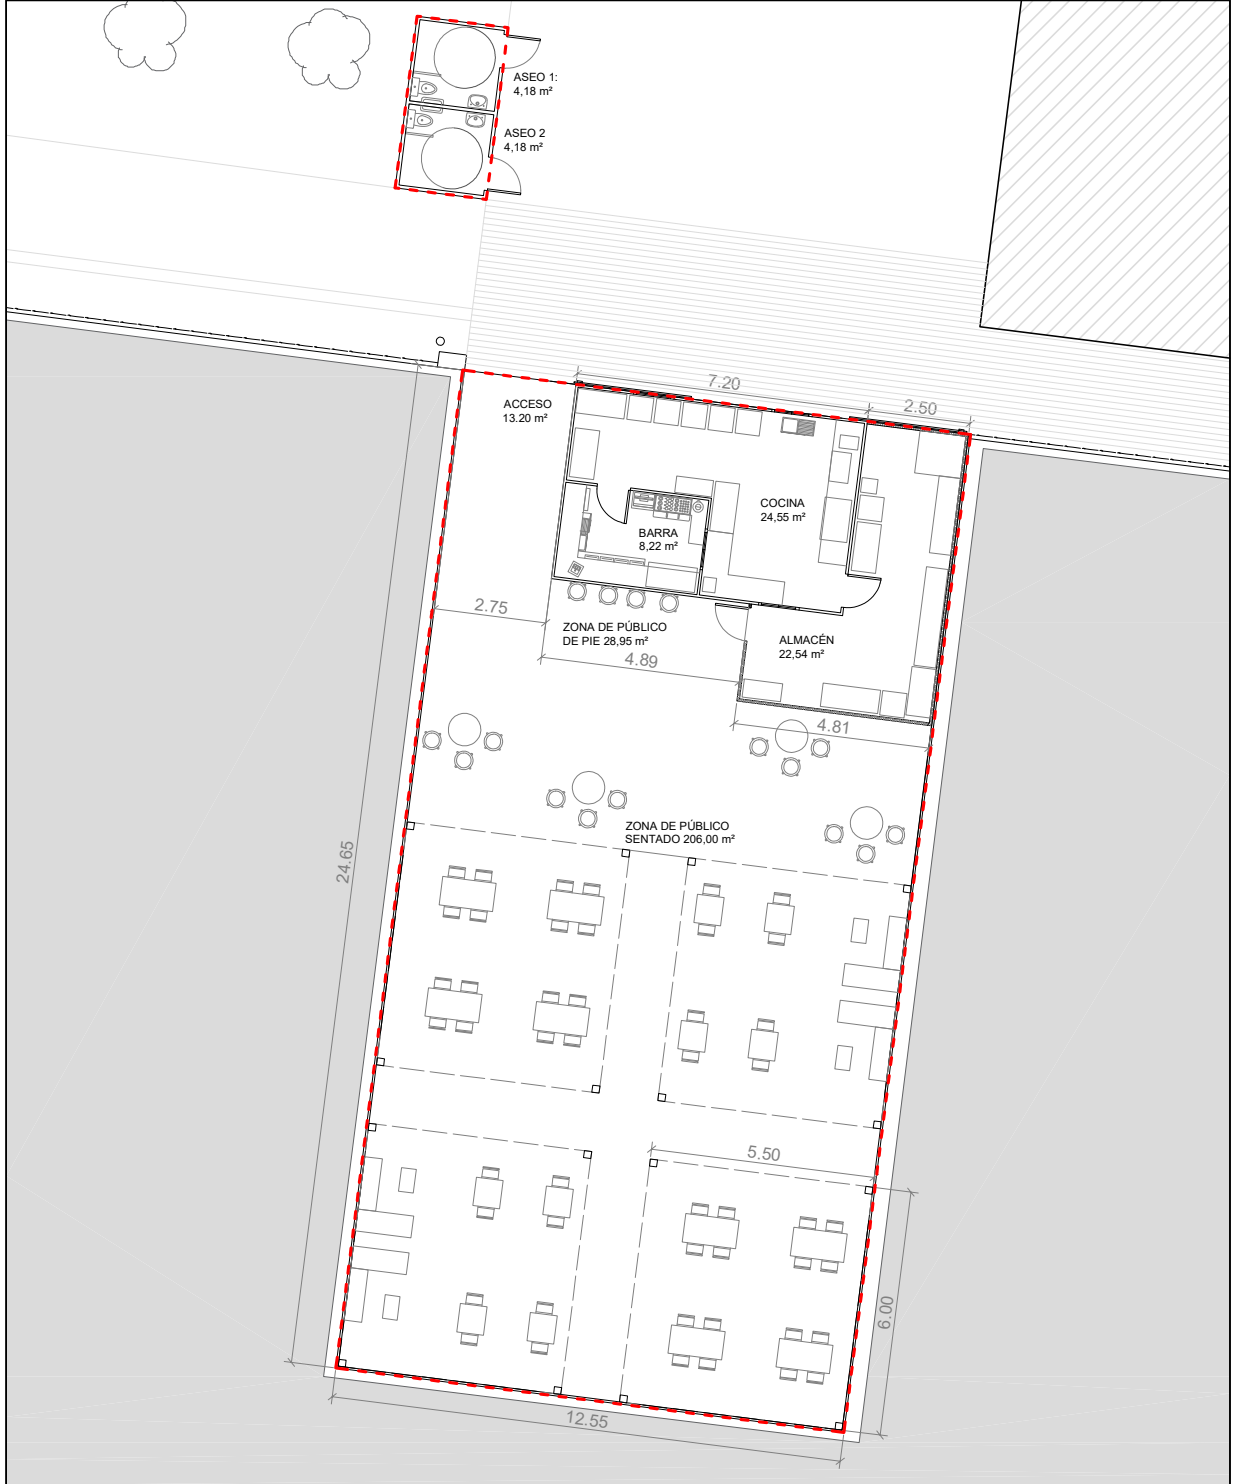 ASEO 1:
4,18 m²
ASEO 2
4,18 m²
7.20
2.50
ACCESO
13.20 m²
COCINA
24,55 m²
BARRA
8,22 m²
2.75
ZONA DE PÚBLICO
DE PIE 28,95 m²
ALMACÉN
22,54 m²
4.89
4.81
ZONA DE PÚBLICO
SENTADO 206,00 m²
24.65
5.50
6.00
12.55